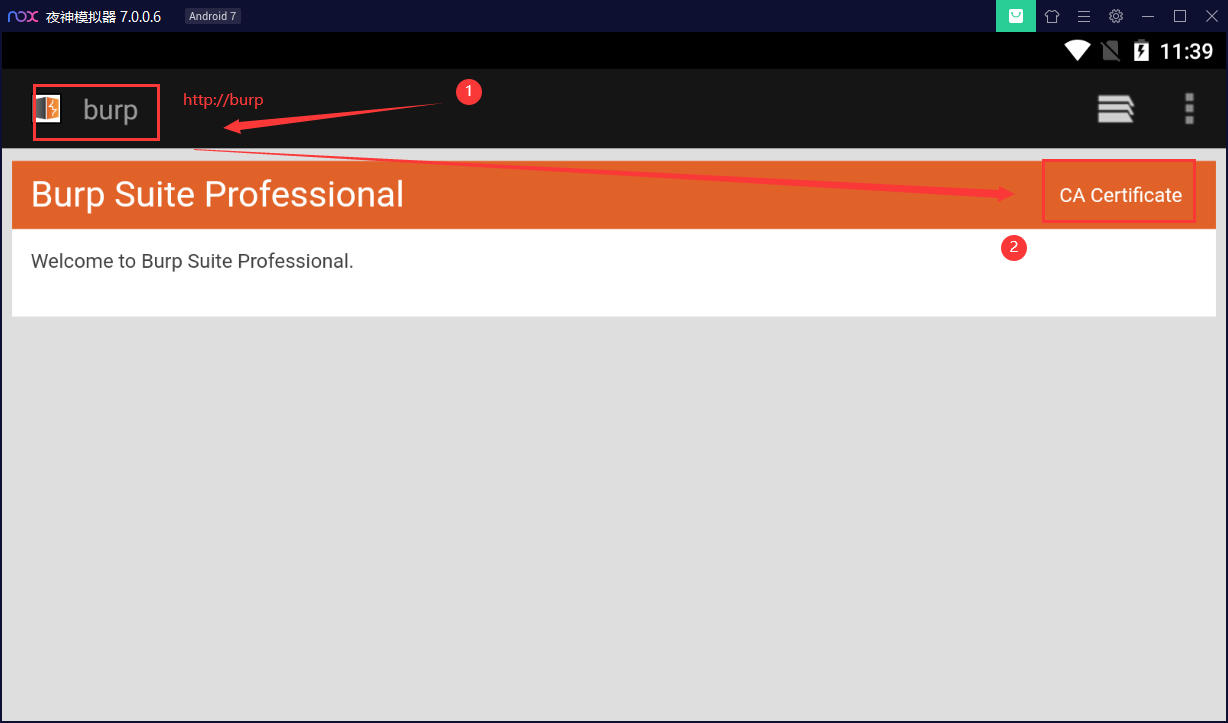 nox 夜神模拟器 7.0.0.6 Android 7
11:39
burp http://burp 1
Burp Suite Professional CA Certificate
2
Welcome to Burp Suite Professional.